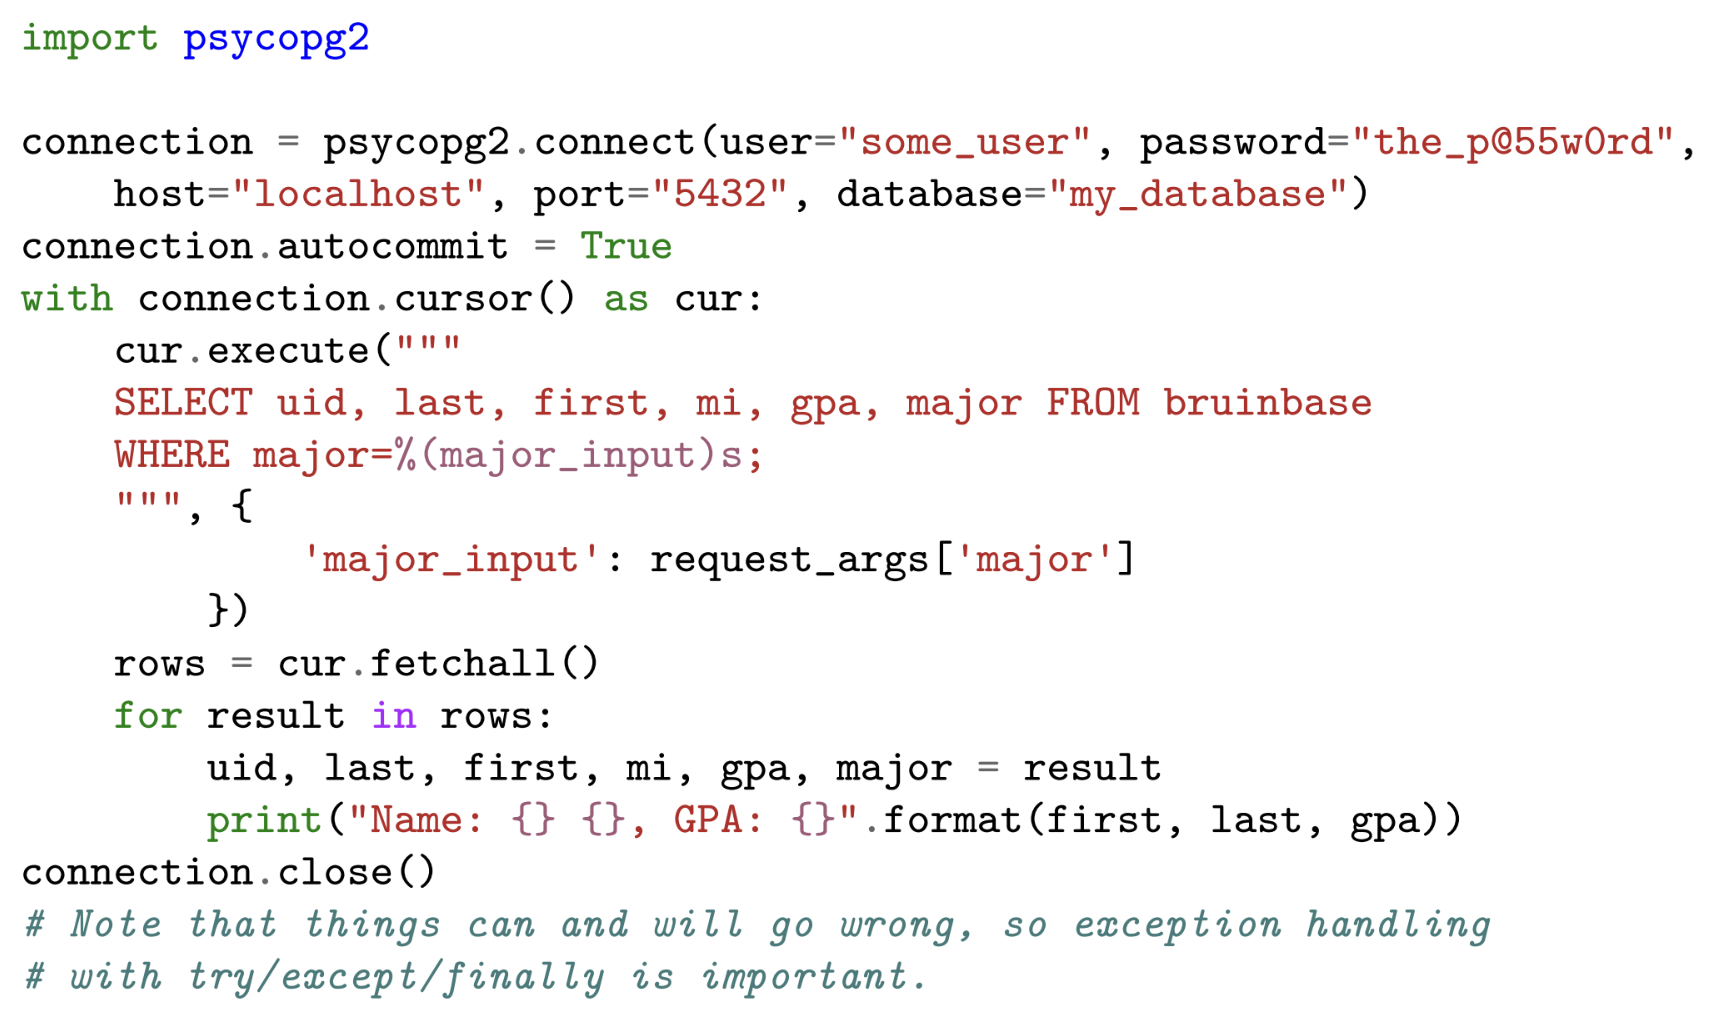 import psycopg2

connection = psycopg2.connect(user="some_user", password="the_p@55w0rd",
    host="localhost", port="5432", database="my_database")
connection.autocommit = True
with connection.cursor() as cur:
    cur.execute("""
    SELECT uid, last, first, mi, gpa, major FROM bruinbase
    WHERE major=%(major_input)s;
    """, {
            'major_input': request_args['major']
        })
    rows = cur.fetchall()
    for result in rows:
        uid, last, first, mi, gpa, major = result
        print("Name: {} {}, GPA: {}".format(first, last, gpa))
connection.close()
# Note that things can and will go wrong, so exception handling
# with try/except/finally is important.